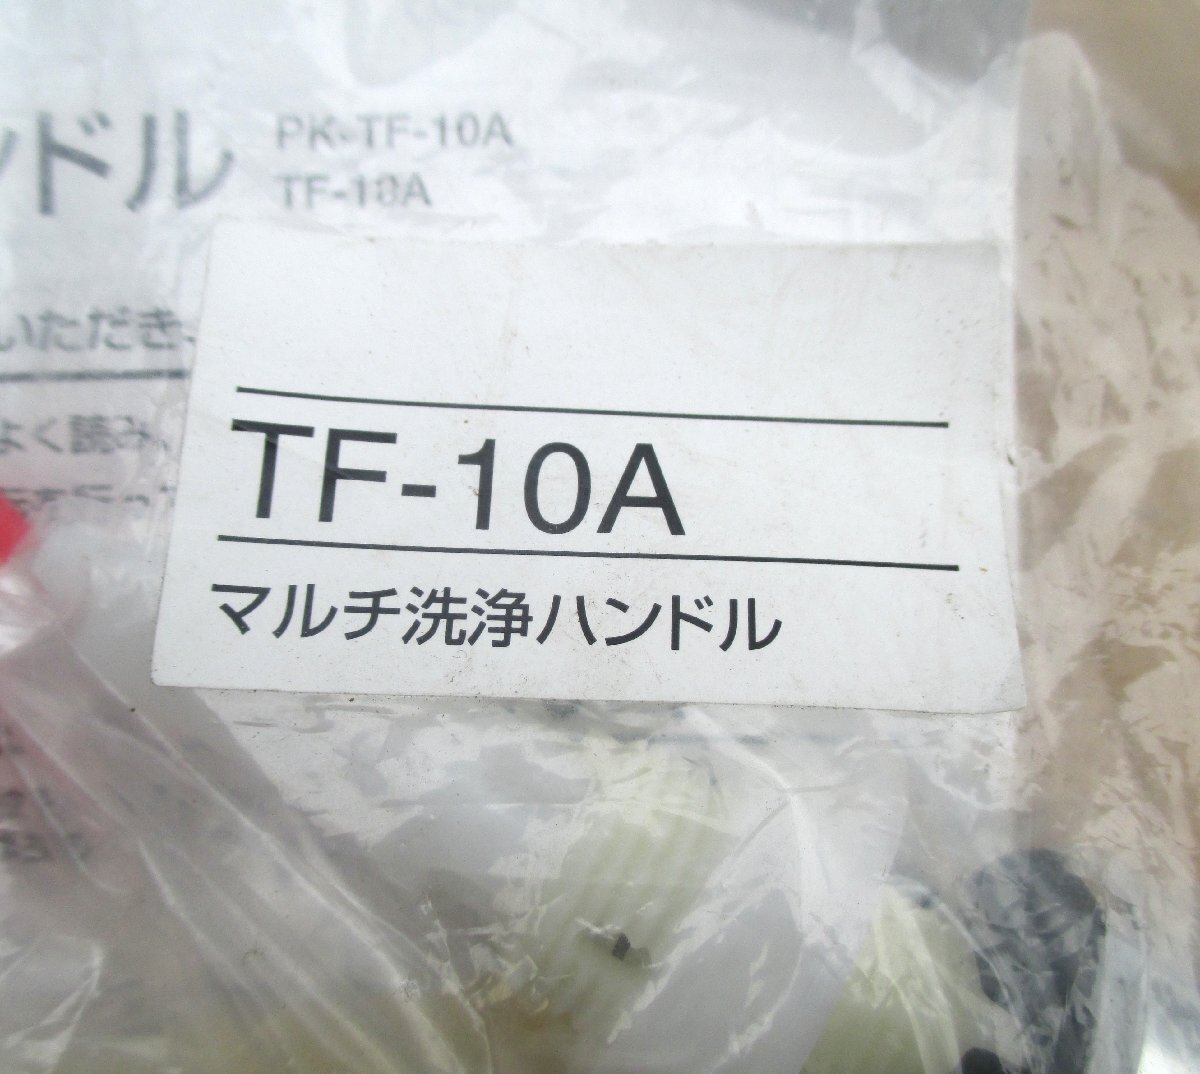 ンドル
PK-TF-10A
TF-10A
いただき、
よく読み、
TF-10A
マルチ洗浄ハンドル